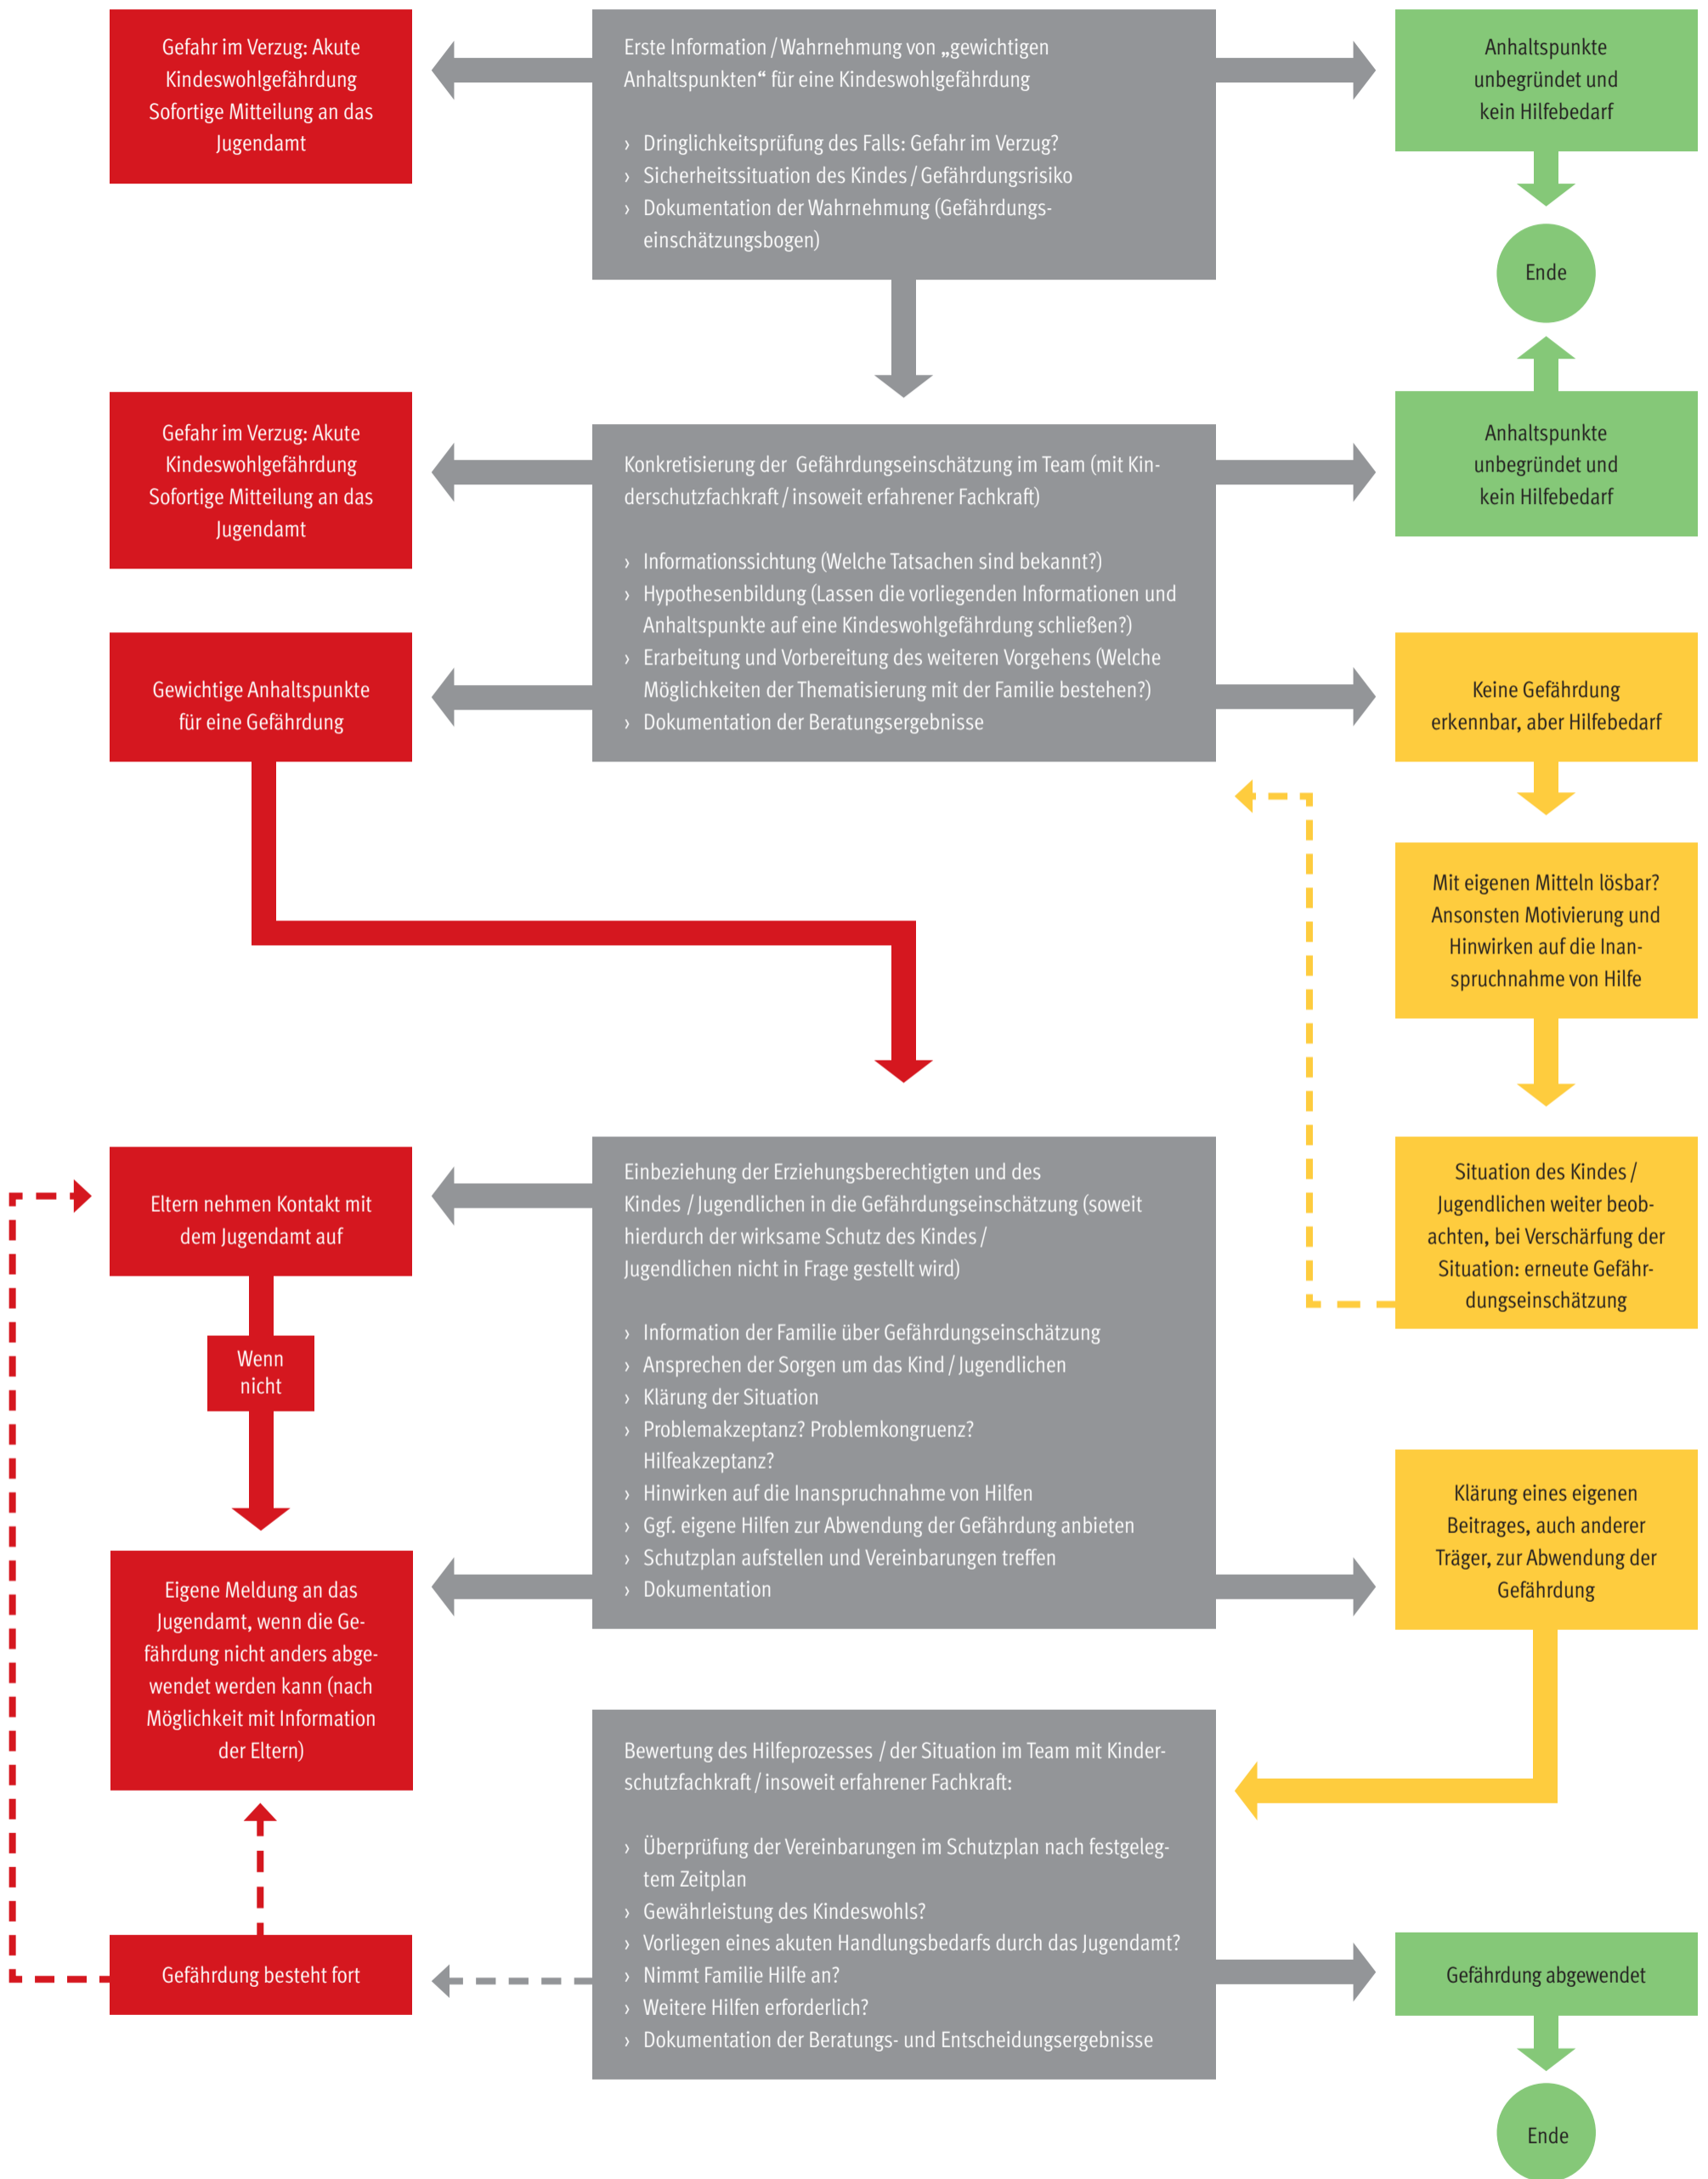 Gefahr im Verzug: Akute
Kindeswohlgefährdung
Sofortige Mitteilung an das
Jugendamt
Erste Information / Wahrnehmung von „gewichtigen
Anhaltspunkten“ für eine Kindeswohlgefährdung
› Dringlichkeitsprüfung des Falls: Gefahr im Verzug?
› Sicherheitssituation des Kindes / Gefährdungsrisiko
› Dokumentation der Wahrnehmung (Gefährdungs-
einschätzungsbogen)
Anhaltspunkte
unbegründet und
kein Hilfebedarf
Ende
Gefahr im Verzug: Akute
Kindeswohlgefährdung
Sofortige Mitteilung an das
Jugendamt
Konkretisierung der Gefährdungseinschätzung im Team (mit Kin-
derschutzfachkraft / insoweit erfahrener Fachkraft)
› Informationssichtung (Welche Tatsachen sind bekannt?)
› Hypothesenbildung (Lassen die vorliegenden Informationen und
Anhaltspunkte auf eine Kindeswohlgefährdung schließen?)
› Erarbeitung und Vorbereitung des weiteren Vorgehens (Welche
Möglichkeiten der Thematisierung mit der Familie bestehen?)
› Dokumentation der Beratungsergebnisse
Anhaltspunkte
unbegründet und
kein Hilfebedarf
Gewichtige Anhaltspunkte
für eine Gefährdung
Keine Gefährdung
erkennbar, aber Hilfebedarf
Mit eigenen Mitteln lösbar?
Ansonsten Motivierung und
Hinwirken auf die Inan-
spruchnahme von Hilfe
Situation des Kindes /
Jugendlichen weiter beob-
achten, bei Verschärfung der
Situation: erneute Gefähr-
dungseinschätzung
Eltern nehmen Kontakt mit
dem Jugendamt auf
Wenn
nicht
Einbeziehung der Erziehungsberechtigten und des
Kindes / Jugendlichen in die Gefährdungseinschätzung (soweit
hierdurch der wirksame Schutz des Kindes /
Jugendlichen nicht in Frage gestellt wird)
› Information der Familie über Gefährdungseinschätzung
› Ansprechen der Sorgen um das Kind / Jugendlichen
› Klärung der Situation
› Problemakzeptanz? Problemkongruenz?
Hilfeakzeptanz?
› Hinwirken auf die Inanspruchnahme von Hilfen
› Ggf. eigene Hilfen zur Abwendung der Gefährdung anbieten
› Schutzplan aufstellen und Vereinbarungen treffen
› Dokumentation
Klärung eines eigenen
Beitrages, auch anderer
Träger, zur Abwendung der
Gefährdung
Eigene Meldung an das
Jugendamt, wenn die Ge-
fährdung nicht anders abge-
wendet werden kann (nach
Möglichkeit mit Information
der Eltern)
Bewertung des Hilfeprozesses / der Situation im Team mit Kinder-
schutzfachkraft / insoweit erfahrener Fachkraft:
› Überprüfung der Vereinbarungen im Schutzplan nach festgeleg-
tem Zeitplan
› Gewährleistung des Kindeswohls?
› Vorliegen eines akuten Handlungsbedarfs durch das Jugendamt?
› Nimmt Familie Hilfe an?
› Weitere Hilfen erforderlich?
› Dokumentation der Beratungs- und Entscheidungsergebnisse
Gefährdung besteht fort
Gefährdung abgewendet
Ende